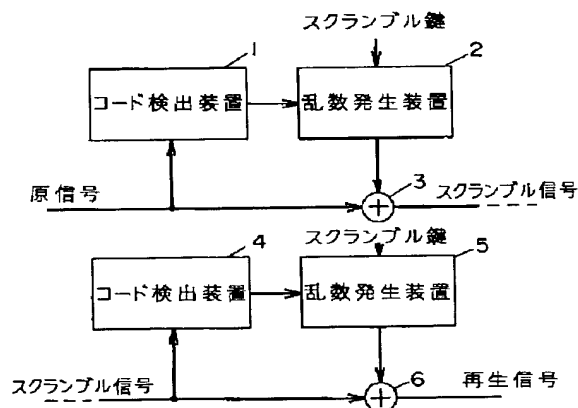 スクランブル鍵
1
2
コード検出装置
乱数発生装置
原信号
3
スクランブル信号
スクランブル鍵
4
5
コード検出装置
乱数発生装置
スクランブル信号
6
再生信号